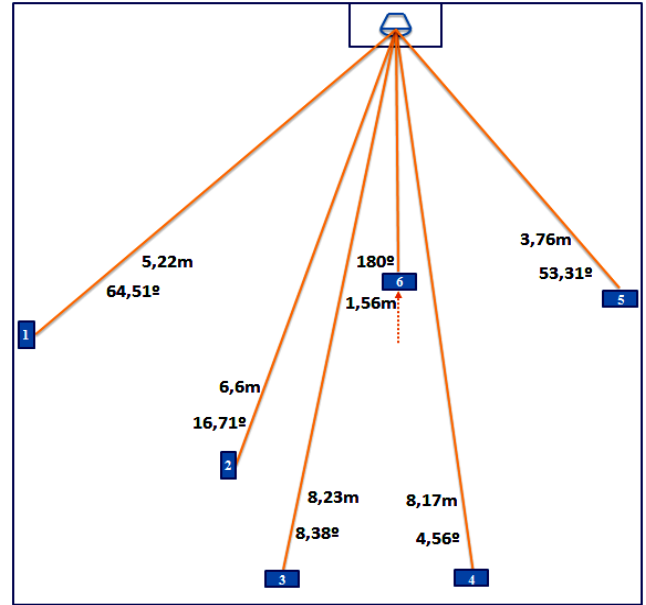 5,22m
64,51º
180º
6
1,56m
3,76m
53,31º
5
1
6,6m
16,71º
2
8,23m
8,38º
3
8,17m
4,56º
4